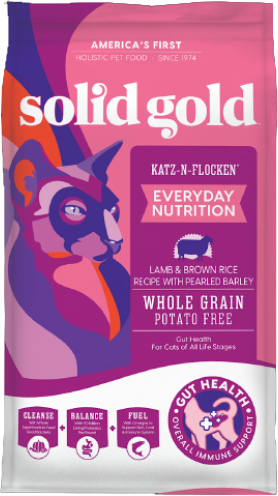 AMERICA'S FIRST
HOLISTIC PET FOOD · SINCE 1974
solid gold
KATZ-N-FLOCKEN®
EVERYDAY
NUTRITION
LAMB & BROWN RICE
RECIPE WITH PEARLED BARLEY
WHOLE GRAIN
POTATO FREE
Gut Health
For Cats of All Life Stages
CLEANSE
BALANCE
FUEL
+
+
GUT HEALTH
OVERALL IMMUNE SUPPORT